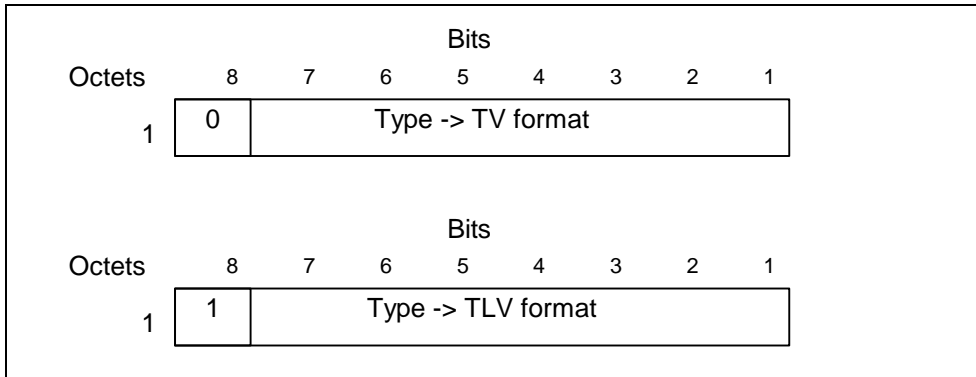 Bits
Octets 8 7 6 5 4 3 2 1
1 0 Type -> TV format
Bits
Octets 8 7 6 5 4 3 2 1
1 1 Type -> TLV format